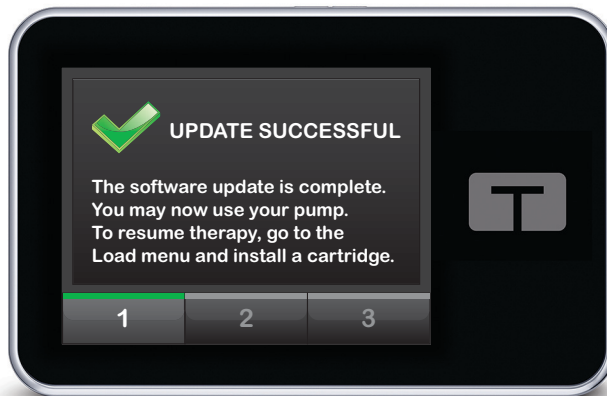 UPDATE SUCCESSFUL
The software update is complete.
You may now use your pump.
To resume therapy, go to the
Load menu and install a cartridge.
1 2 3
T